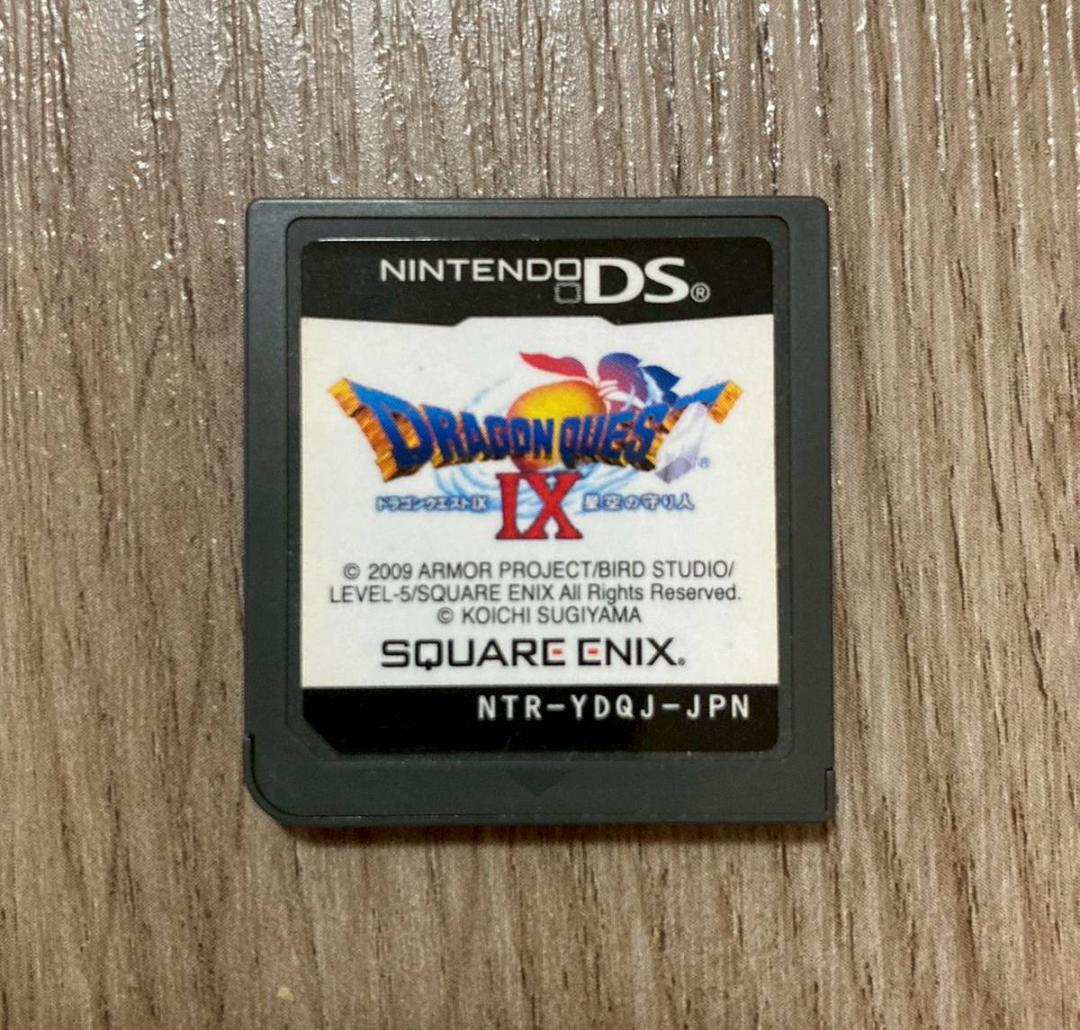 NINTENDO DS®
DRAGON QUEST®
IX
ドラゴンクエストIX 星空の守り人
© 2009 ARMOR PROJECT/BIRD STUDIO/
LEVEL-5/SQUARE ENIX All Rights Reserved.
© KOICHI SUGIYAMA
SQUARE ENIX®
NTR-YDQJ-JPN